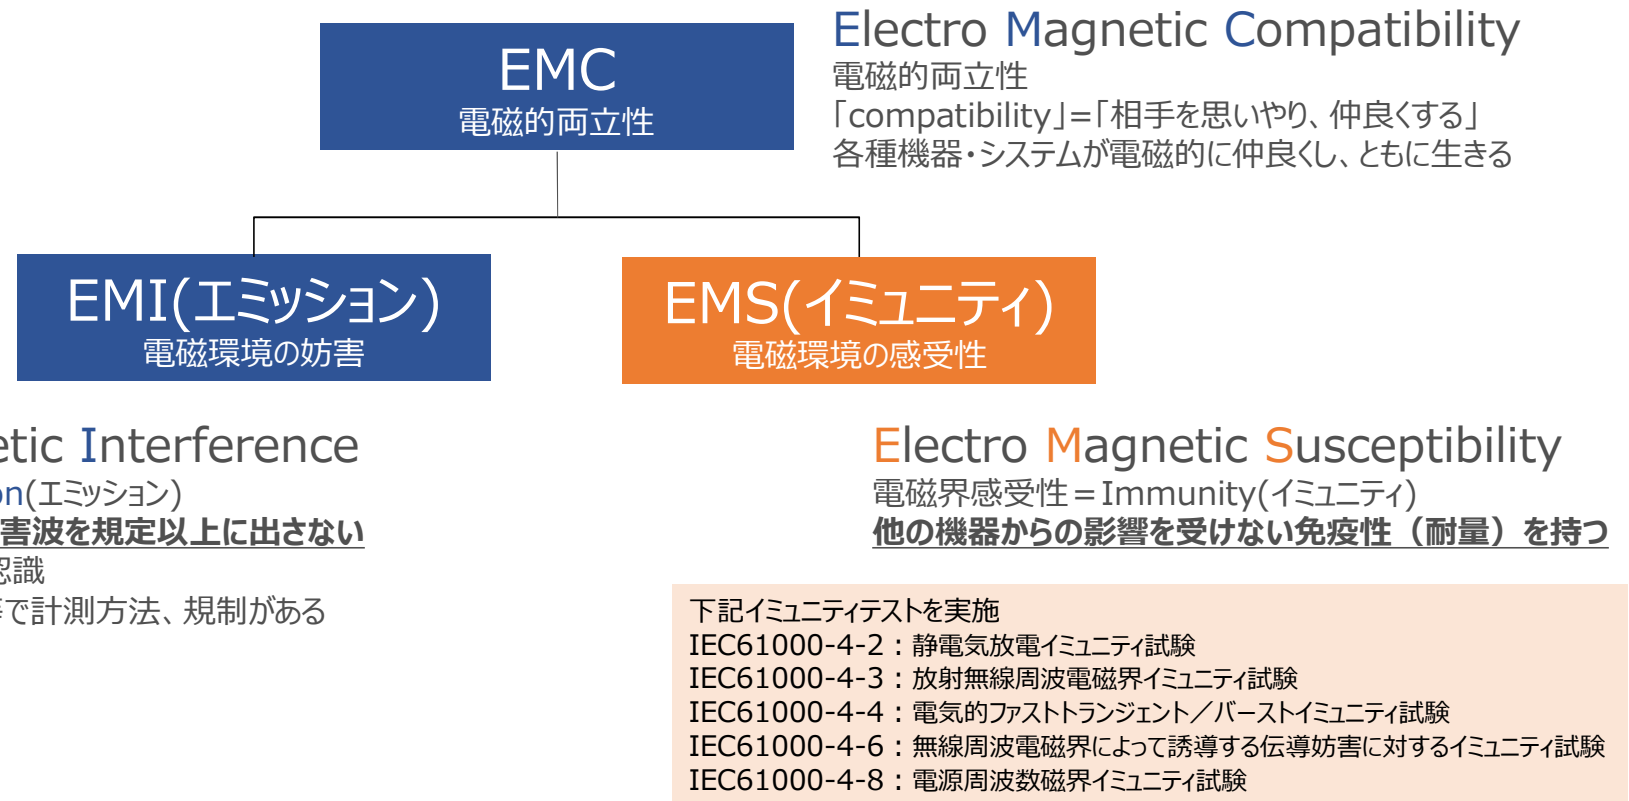 EMC
電磁的両立性
Electro Magnetic Compatibility
電磁的両立性
「compatibility」=「相手を思いやり、仲良くする」
各種機器・システムが電磁的に仲良くし、ともに生きる
EMI(エミッション)
電磁環境の妨害
EMS(イミュニティ)
電磁環境の感受性
etic Interference
on(エミッション)
害波を規定以上に出さない
認識
等で計測方法、規制がある
Electro Magnetic Susceptibility
電磁界感受性＝Immunity(イミュニティ)
他の機器からの影響を受けない免疫性（耐量）を持つ
下記イミュニティテストを実施
IEC61000-4-2：静電気放電イミュニティ試験
IEC61000-4-3：放射無線周波電磁界イミュニティ試験
IEC61000-4-4：電気的ファストトランジェント／バーストイミュニティ試験
IEC61000-4-6：無線周波電磁界によって誘導する伝導妨害に対するイミュニティ試験
IEC61000-4-8：電源周波数磁界イミュニティ試験